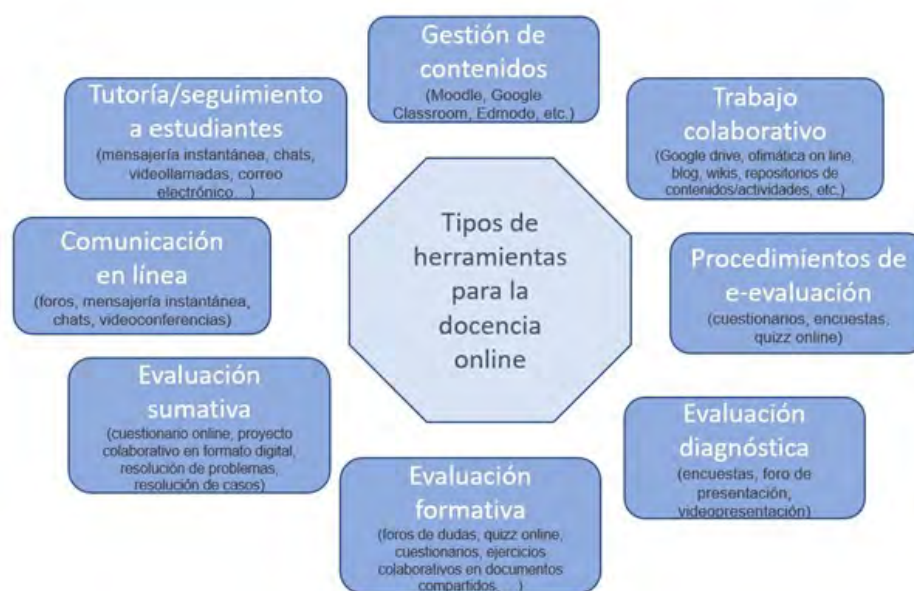 Gestión de
contenidos
(Moodle, Google
Classroom, Edmodo, etc.)
Tutoría/seguimiento
a estudiantes
(mensajería instantánea, chats,
videollamadas, correo
electrónico....)
Trabajo
colaborativo
(Google drive, ofimática on line,
blog, wikis, repositorios de
contenidos/actividades, etc.)
Tipos de
herramientas
para la
docencia
online
Comunicación
en línea
(foros, mensajería instantánea,
chats, videoconferencias)
Procedimientos de
e-evaluación
(cuestionarios, encuestas,
quizz online)
Evaluación
sumativa
(cuestionario online, proyecto
colaborativo en formato digital,
resolución de problemas,
resolución de casos)
Evaluación
diagnóstica
(encuestas, foro de
presentación,
videopresentación)
Evaluación
formativa
(foros de dudas, quizz online,
cuestionarios, ejercicios
colaborativos en documentos
compartidos, ...)